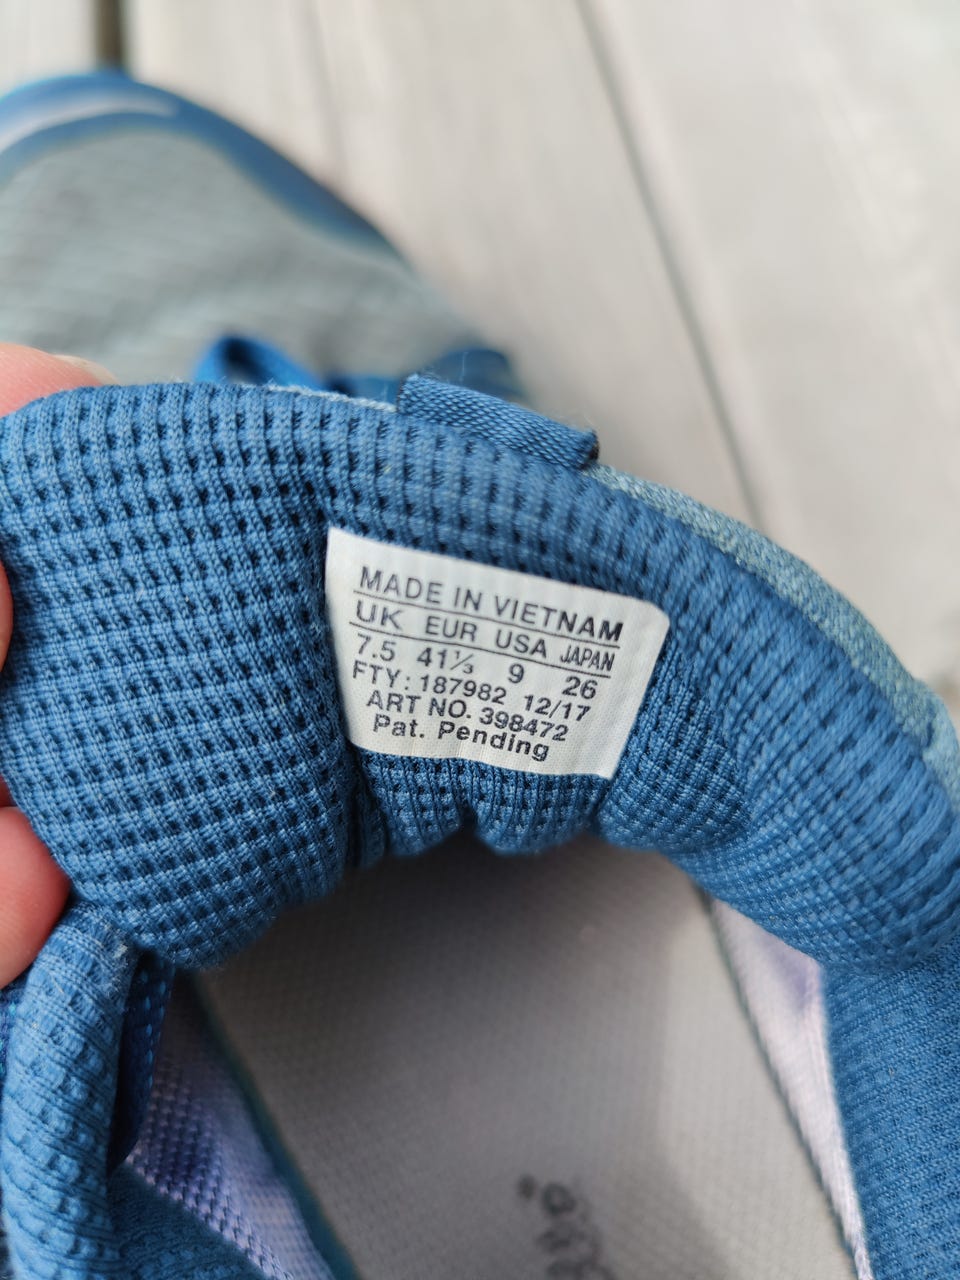 MADE IN VIETNAM
UK EUR USA JAPAN
7.5 41⅓ 9 26
FTY: 187982 12/17
ART NO. 398472
Pat. Pending